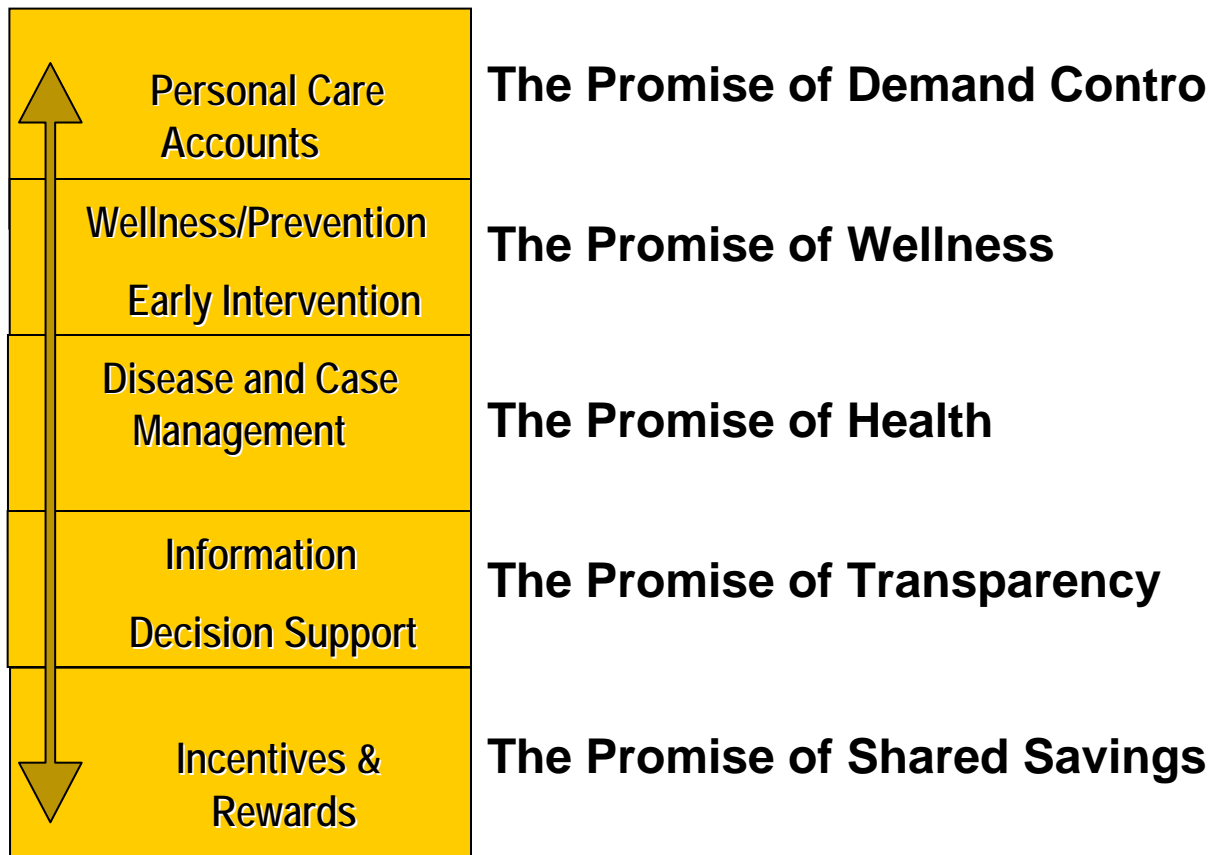 Personal Care
Accounts
The Promise of Demand Contro
Wellness/Prevention
Early Intervention
The Promise of Wellness
Disease and Case
Management
The Promise of Health
Information
Decision Support
The Promise of Transparency
Incentives &
Rewards
The Promise of Shared Savings